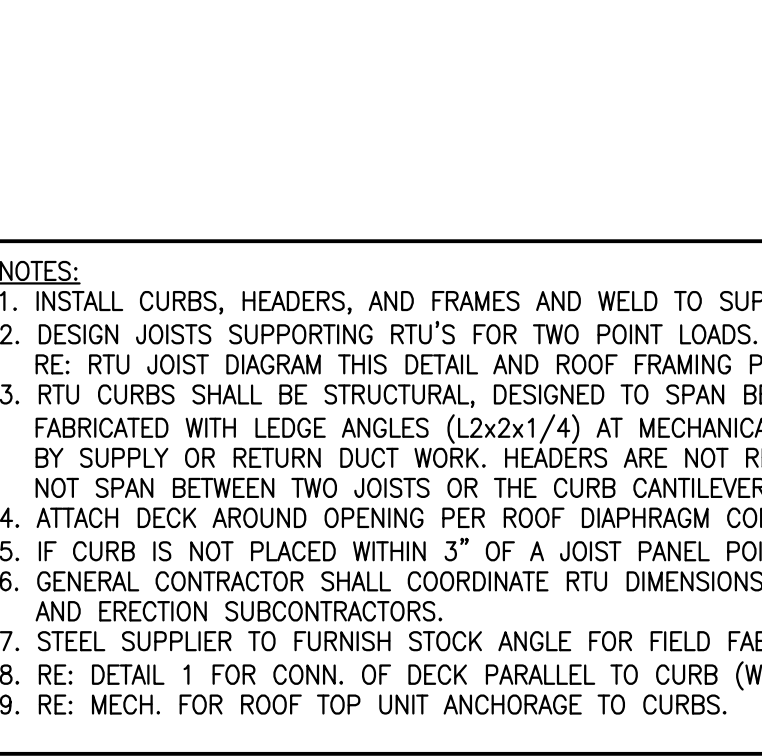 NOTES:
1. INSTALL CURBS, HEADERS, AND FRAMES AND WELD TO SUP
2. DESIGN JOISTS SUPPORTING RTU'S FOR TWO POINT LOADS.
RE: RTU JOIST DIAGRAM THIS DETAIL AND ROOF FRAMING P
3. RTU CURBS SHALL BE STRUCTURAL, DESIGNED TO SPAN BE
FABRICATED WITH LEDGE ANGLES (L2x2x1/4) AT MECHANICA
BY SUPPLY OR RETURN DUCT WORK. HEADERS ARE NOT RE
NOT SPAN BETWEEN TWO JOISTS OR THE CURB CANTILEVER
4. ATTACH DECK AROUND OPENING PER ROOF DIAPHRAGM CO
5. IF CURB IS NOT PLACED WITHIN 3" OF A JOIST PANEL POI
6. GENERAL CONTRACTOR SHALL COORDINATE RTU DIMENSIONS
AND ERECTION SUBCONTRACTORS.
7. STEEL SUPPLIER TO FURNISH STOCK ANGLE FOR FIELD FAB
8. RE: DETAIL 1 FOR CONN. OF DECK PARALLEL TO CURB (W
9. RE: MECH. FOR ROOF TOP UNIT ANCHORAGE TO CURBS.